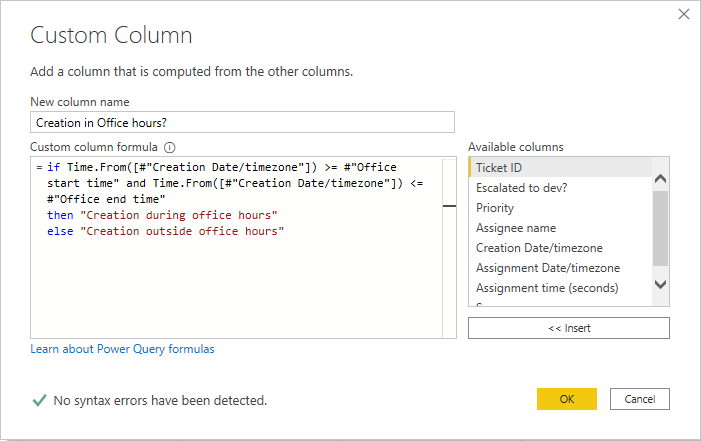 Custom Column
Add a column that is computed from the other columns.
New column name
Creation in Office hours?
Custom column formula
= if Time.From([#"Creation Date/timezone"]) >= #"Office
start time" and Time.From([#"Creation Date/timezone"]) <=
#"Office end time"
then "Creation during office hours"
else "Creation outside office hours"
Available columns
Ticket ID
Escalated to dev?
Priority
Assignee name
Creation Date/timezone
Assignment Date/timezone
Assignment time (seconds)
<< Insert
Learn about Power Query formulas
No syntax errors have been detected.
OK
Cancel